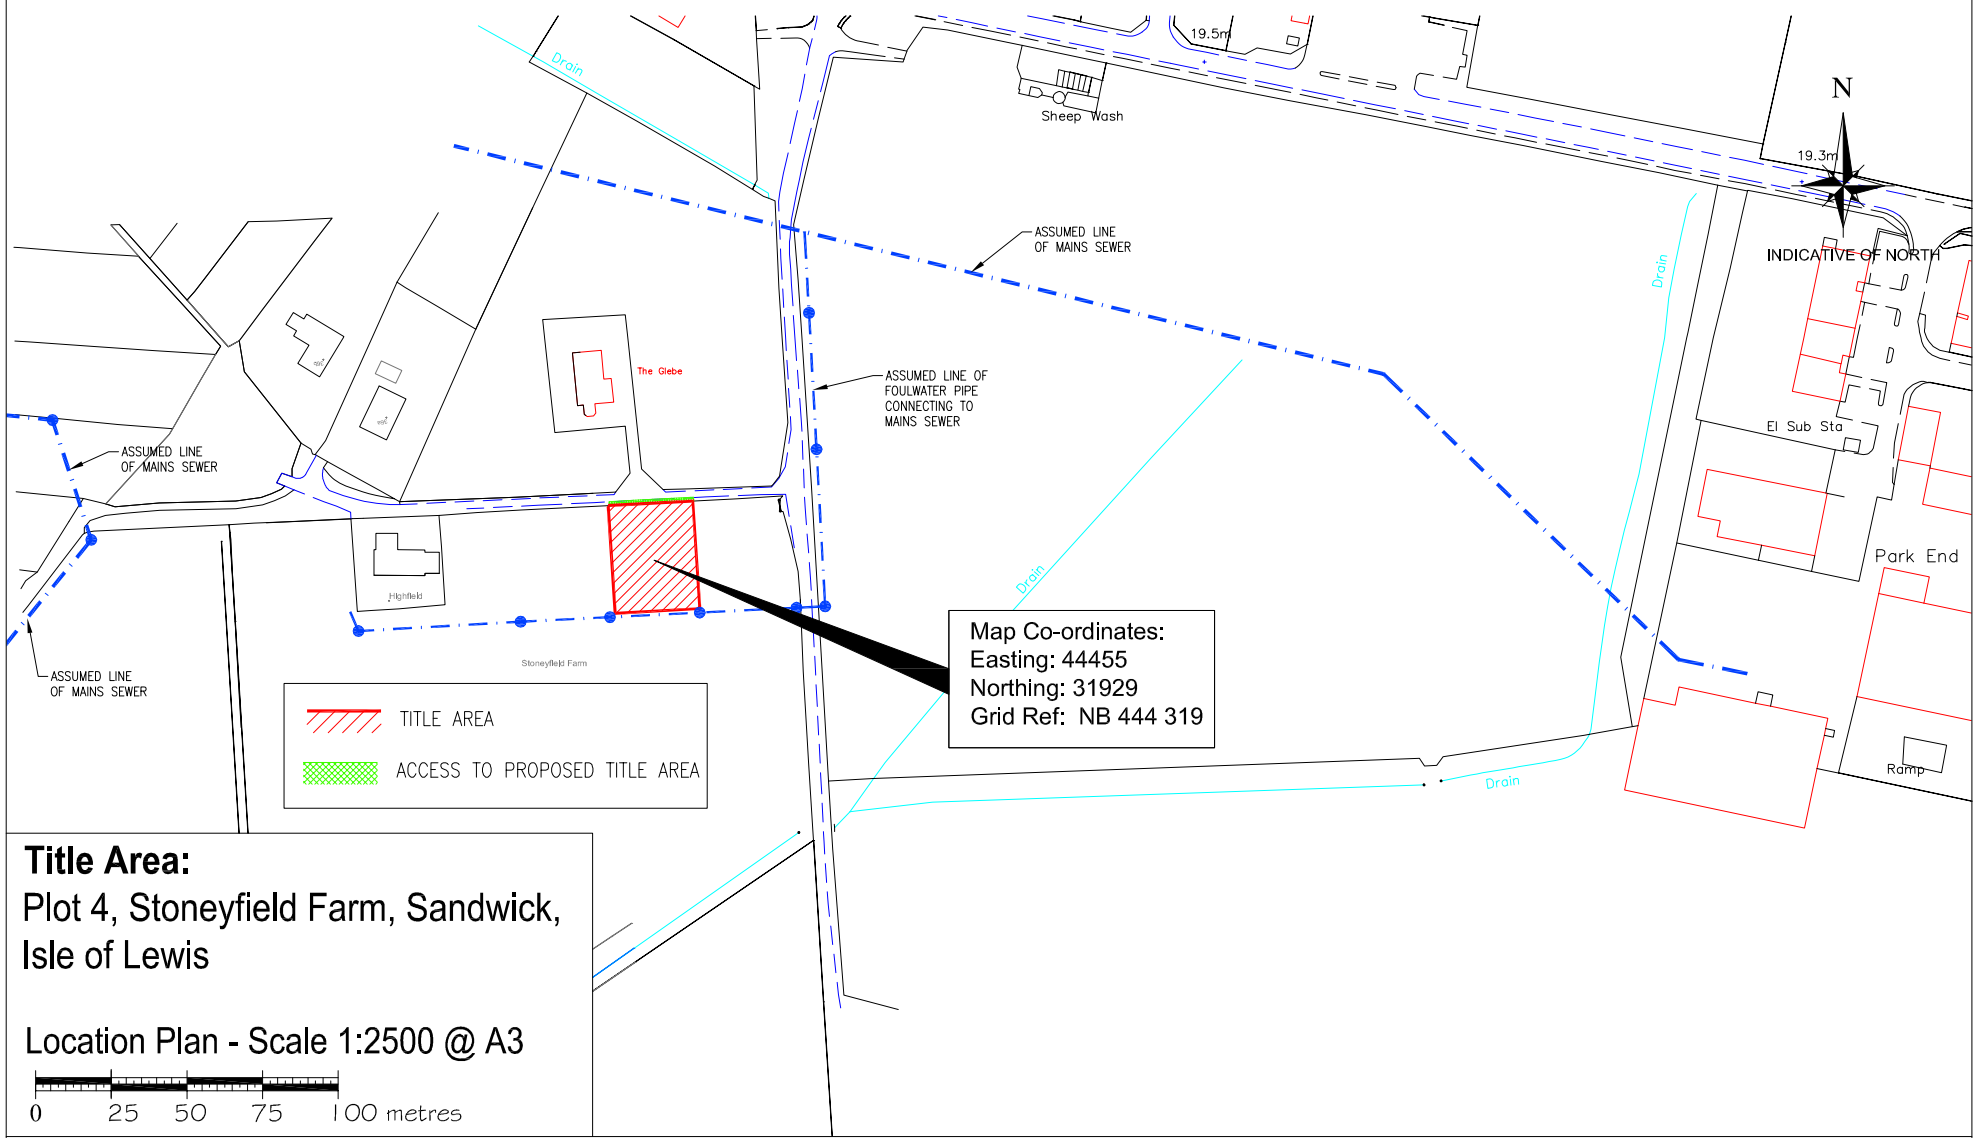 Drain
19.5m
Sheep Wash
N
19.3m
INDICATIVE OF NORTH
ASSUMED LINE
OF MAINS SEWER
Drain
The Glebe
ASSUMED LINE OF
FOULWATER PIPE
CONNECTING TO
MAINS SEWER
El Sub Sta
ASSUMED LINE
OF MAINS SEWER
Park End
Drain
Highfield
Map Co-ordinates:
Easting: 44455
Northing: 31929
Grid Ref: NB 444 319
Stoneyfield Farm
ASSUMED LINE
OF MAINS SEWER
TITLE AREA
ACCESS TO PROPOSED TITLE AREA
Ramp
Drain
Title Area:
Plot 4, Stoneyfield Farm, Sandwick,
Isle of Lewis
Location Plan - Scale 1:2500 @ A3
0 25 50 75 100 metres